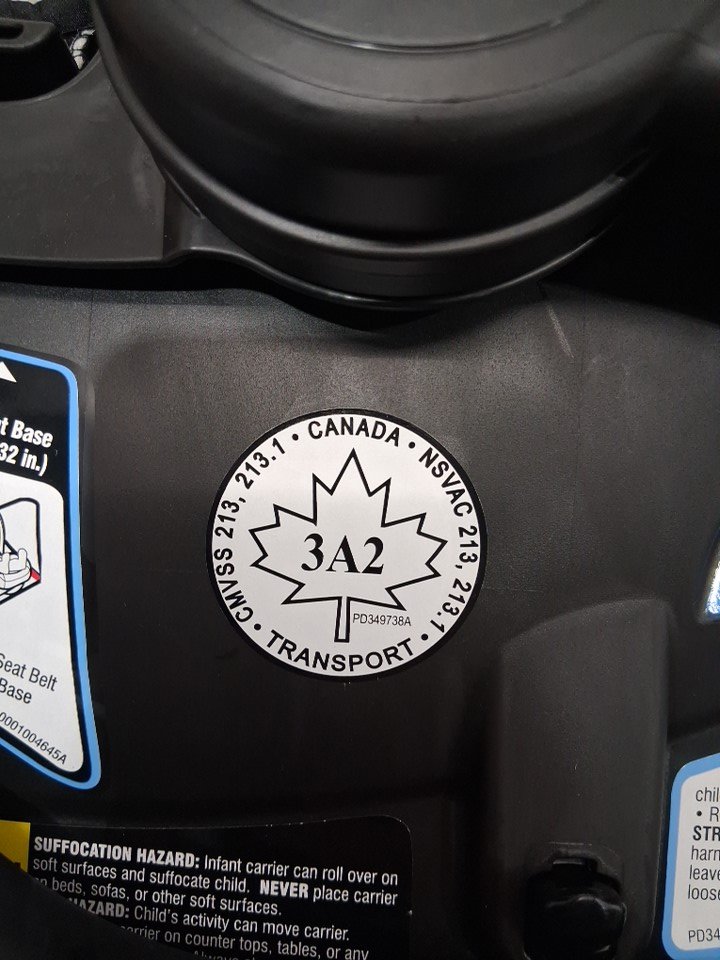 t Base
32 in.)
Seat Belt
Base
0001004645A
CMVSS 213, 213.1 • CANADA • NSVAC 213, 213.1 • TRANSPORT •
3A2
PD349738A
SUFFOCATION HAZARD: Infant carrier can roll over on
soft surfaces and suffocate child. NEVER place carrier
on beds, sofas, or other soft surfaces.
HAZARD: Child's activity can move carrier.
carrier on counter tops, tables, or any
chil
• R
STR
harn
leave
loose
PD34